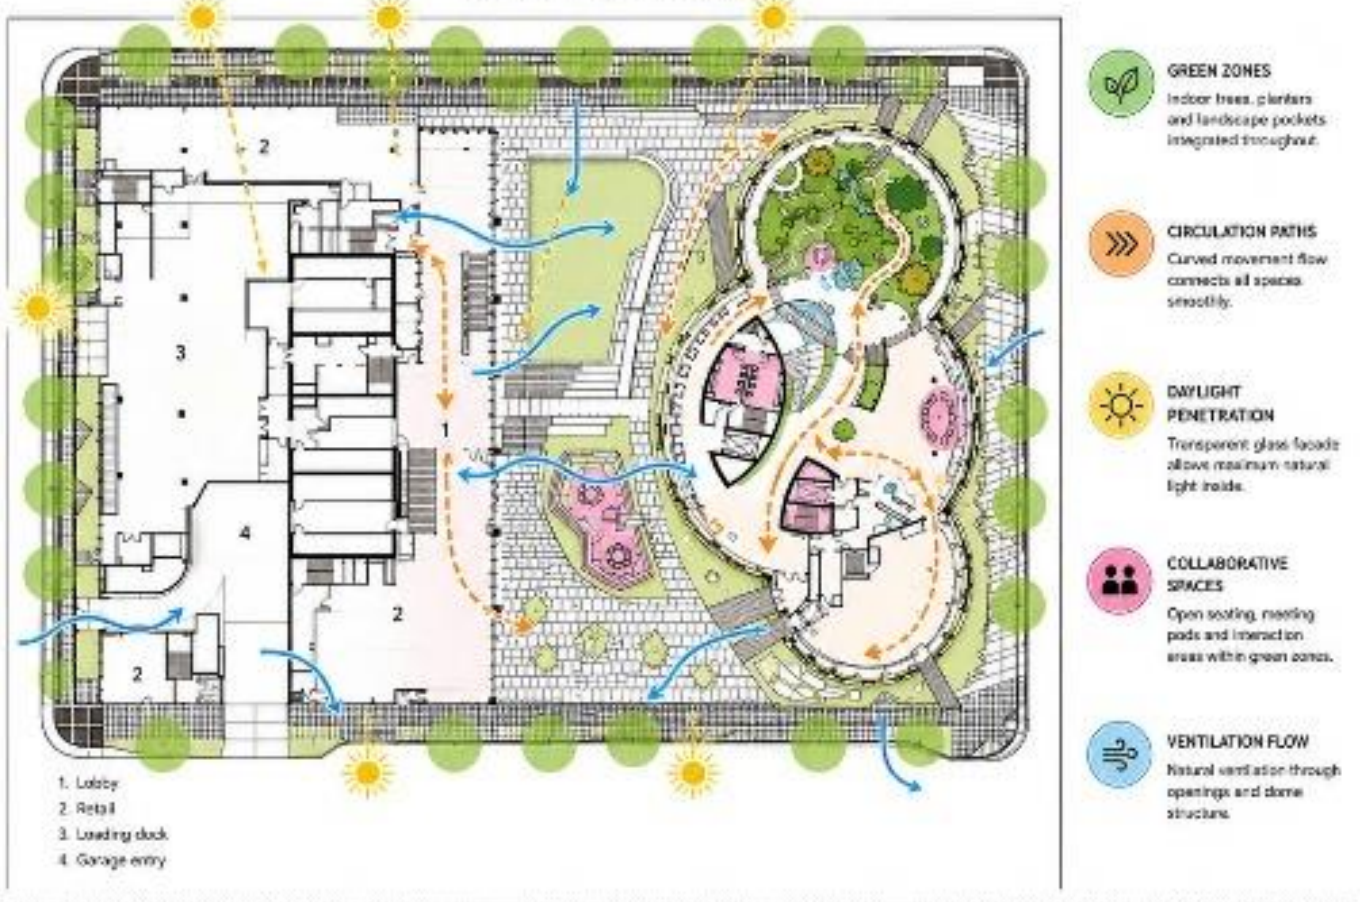 GREEN ZONES
Indoor trees, planters
and landscape pockets
integrated throughout.
CIRCULATION PATHS
Curved movement flow
connects all spaces
smoothly.
DAYLIGHT
PENETRATION
Transparent glass facade
allows maximum natural
light inside.
COLLABORATIVE
SPACES
Open seating, meeting
pods and interaction
areas within green zones.
VENTILATION FLOW
Natural ventilation through
openings and dome
structure.
2
3
1
4
2
2
1. Lobby
2. Retail
3. Loading dock
4. Garage entry